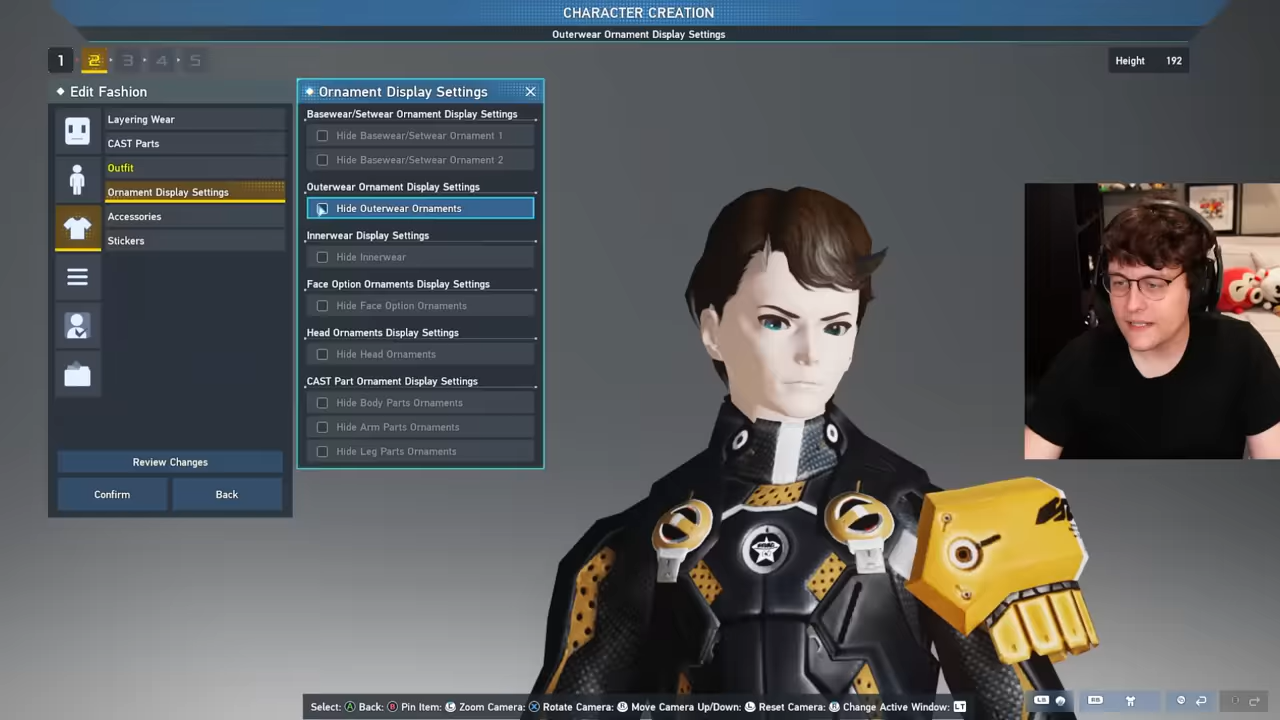 CHARACTER CREATION
Outerwear Ornament Display Settings
1 2 3 4 5
Height 192
Edit Fashion
Layering Wear
CAST Parts
Outfit
Ornament Display Settings
Accessories
Stickers
Review Changes
Confirm
Back
Ornament Display Settings
Basewear/Setwear Ornament Display Settings
Hide Basewear/Setwear Ornament 1
Hide Basewear/Setwear Ornament 2
Outerwear Ornament Display Settings
Hide Outerwear Ornaments
Innerwear Display Settings
Hide Innerwear
Face Option Ornaments Display Settings
Hide Face Option Ornaments
Head Ornaments Display Settings
Hide Head Ornaments
CAST Part Ornament Display Settings
Hide Body Parts Ornaments
Hide Arm Parts Ornaments
Hide Leg Parts Ornaments
Select: A Back: B Pin Item: Zoom Camera: X Rotate Camera: R Move Camera Up/Down: L Reset Camera: R Change Active Window: LT
LB RB